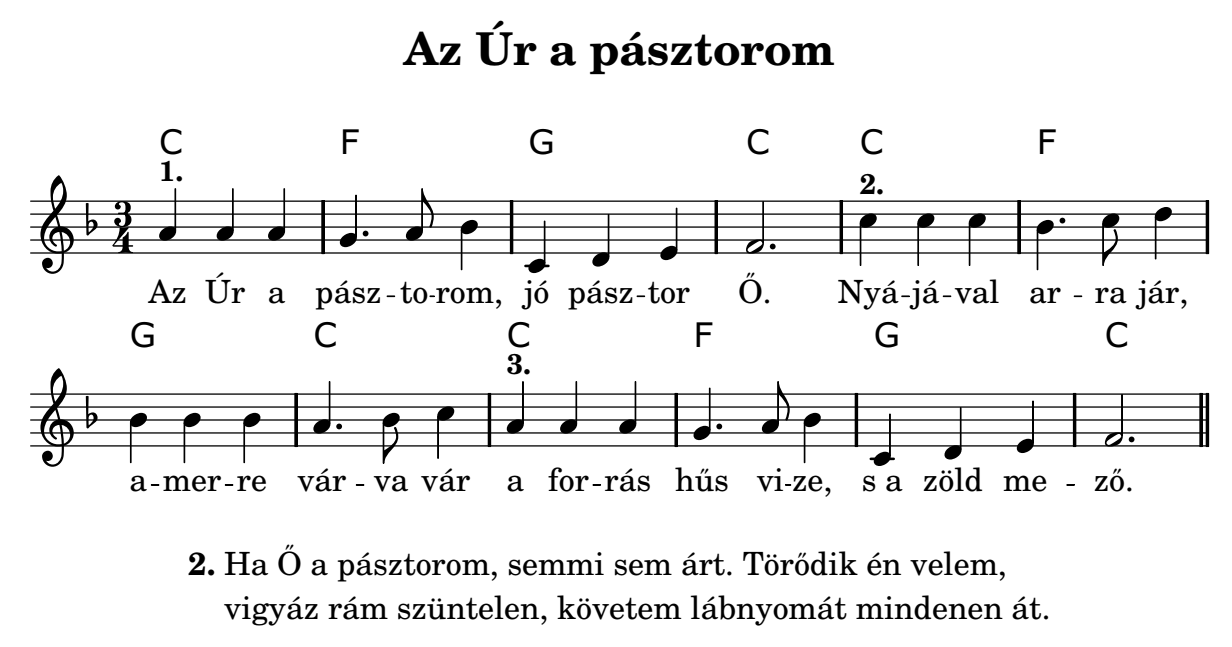 Az Úr a pásztorom
C F G C C F
1. 2.
3 4
Az Úr a pász - to - rom, jó pász - tor Ő. Nyá - já - val ar - ra jár,
G C C F G C
3.
a - mer - re vár - va vár a for - rás hűs vi - ze, s a zöld me - ző.
2. Ha Ő a pásztorom, semmi sem árt. Törődik én velem,
vigyáz rám szüntelen, követem lábnyomát mindenen át.